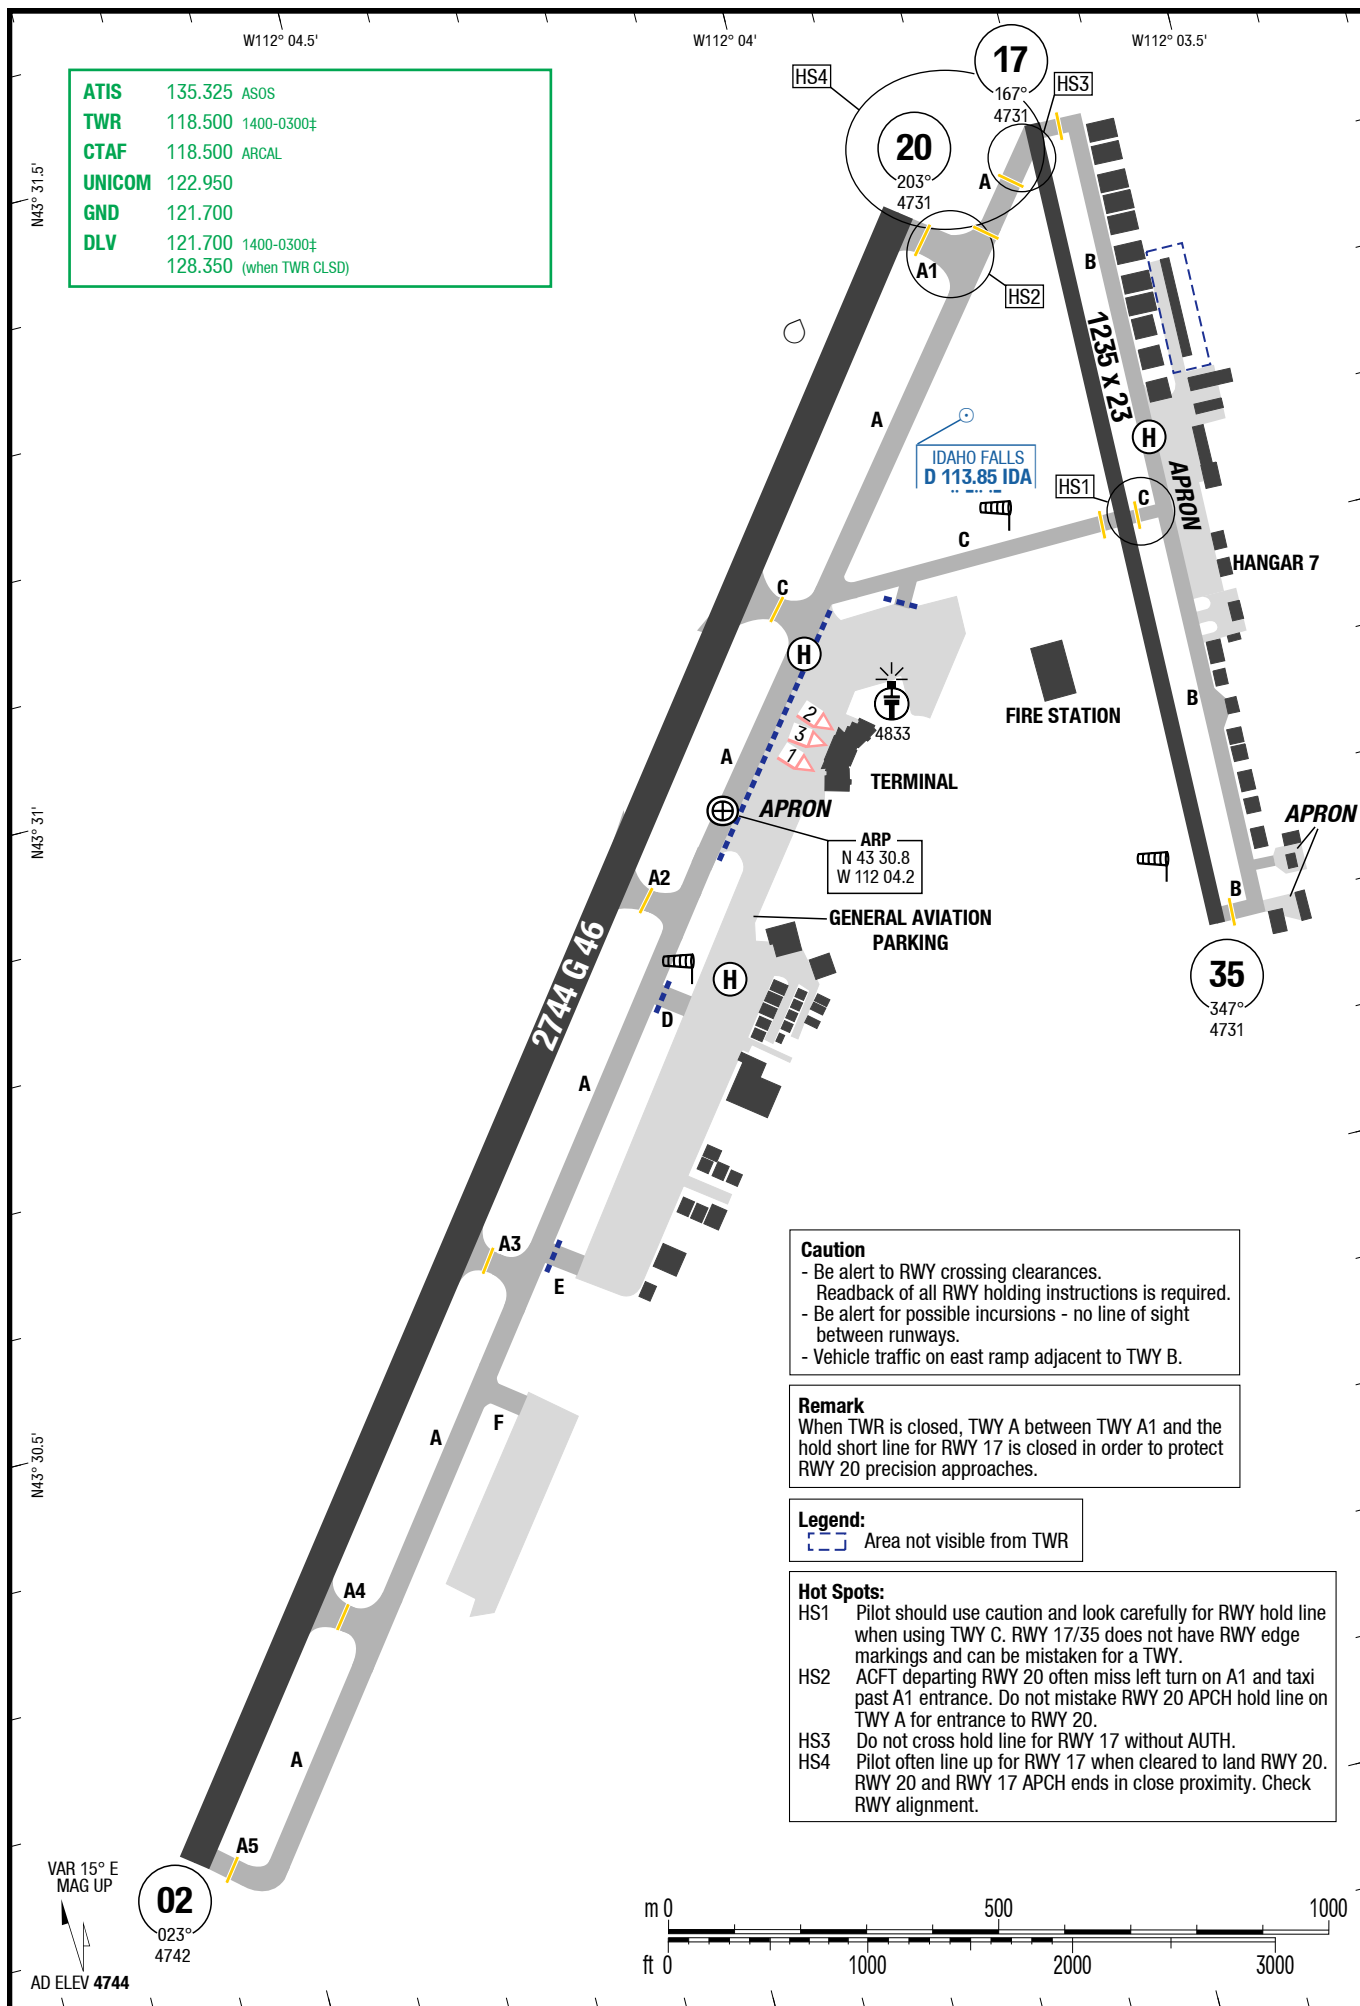 W112° 04.5'
W112° 04'
W112° 03.5'
N43° 31.5'
N43° 31'
N43° 30.5'
ATIS 135.325 ASOS
TWR 118.500 1400-0300‡
CTAF 118.500 ARCAL
UNICOM 122.950
GND 121.700
DLV 121.700 1400-0300‡
128.350 (when TWR CLSD)
HS4
17
167°
4731
HS3
20
203°
4731
A
A1
HS2
B
1235 x 23
A
H
IDAHO FALLS
D 113.85 IDA
HS1
C
APRON
C
HANGAR 7
C
H
B
2
3
1
4833
FIRE STATION
A
TERMINAL
APRON
APRON
ARP
N 43 30.8
W 112 04.2
A2
B
GENERAL AVIATION
PARKING
2744 G 46
H
35
347°
4731
D
A
A3
E
F
A
A4
A
A5
Caution
- Be alert to RWY crossing clearances.
Readback of all RWY holding instructions is required.
- Be alert for possible incursions - no line of sight
between runways.
- Vehicle traffic on east ramp adjacent to TWY B.
Remark
When TWR is closed, TWY A between TWY A1 and the
hold short line for RWY 17 is closed in order to protect
RWY 20 precision approaches.
Legend:
Area not visible from TWR
Hot Spots:
HS1 Pilot should use caution and look carefully for RWY hold line
when using TWY C. RWY 17/35 does not have RWY edge
markings and can be mistaken for a TWY.
HS2 ACFT departing RWY 20 often miss left turn on A1 and taxi
past A1 entrance. Do not mistake RWY 20 APCH hold line on
TWY A for entrance to RWY 20.
HS3 Do not cross hold line for RWY 17 without AUTH.
HS4 Pilot often line up for RWY 17 when cleared to land RWY 20.
RWY 20 and RWY 17 APCH ends in close proximity. Check
RWY alignment.
VAR 15° E
MAG UP
02
023°
4742
AD ELEV 4744
m 0 500 1000
ft 0 1000 2000 3000